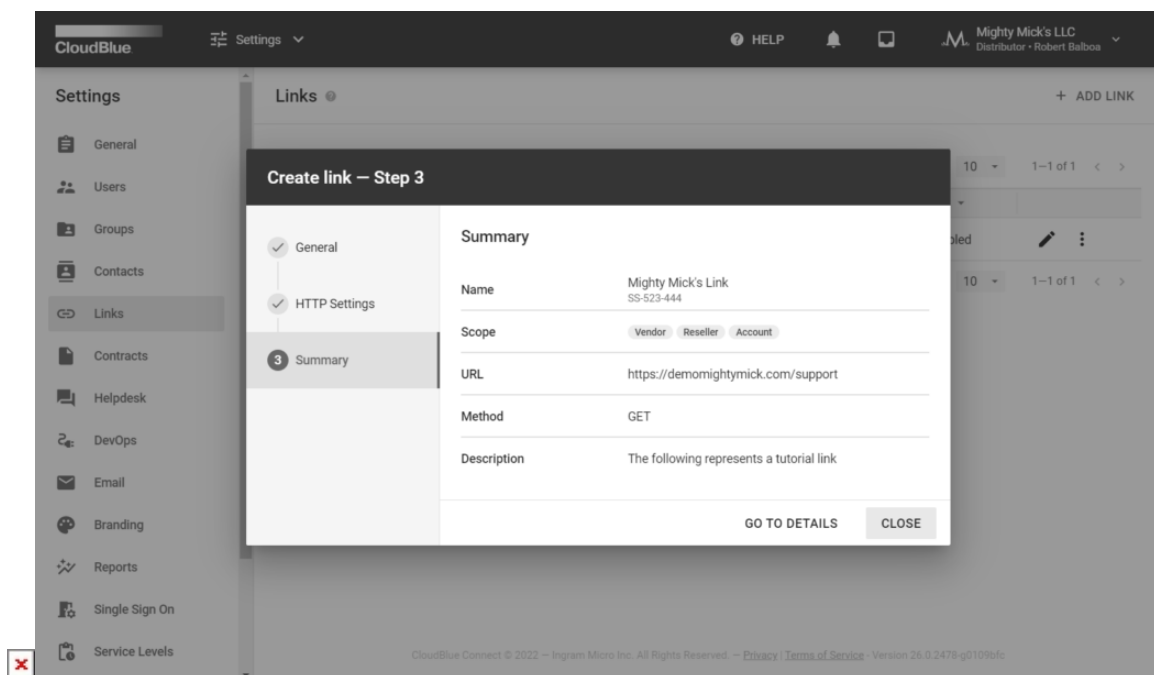 CloudBlue
Settings
HELP
Mighty Mick's LLC
Distributor • Robert Balboa
Settings
Links
+ ADD LINK
General
10
1–1 of 1
Create link — Step 3
Users
Groups
General
Summary
Contacts
Name
Mighty Mick's Link
SS-523-444
10
1–1 of 1
Links
HTTP Settings
Scope
Vendor Reseller Account
Contracts
3 Summary
URL
https://demomightymick.com/support
Helpdesk
Method
GET
DevOps
Description
The following represents a tutorial link
Email
Branding
GO TO DETAILS
CLOSE
Reports
Single Sign On
Service Levels
CloudBlue Connect © 2022 — Ingram Micro Inc. All Rights Reserved. – Privacy | Terms of Service - Version 26.0.2478-g0109bfc